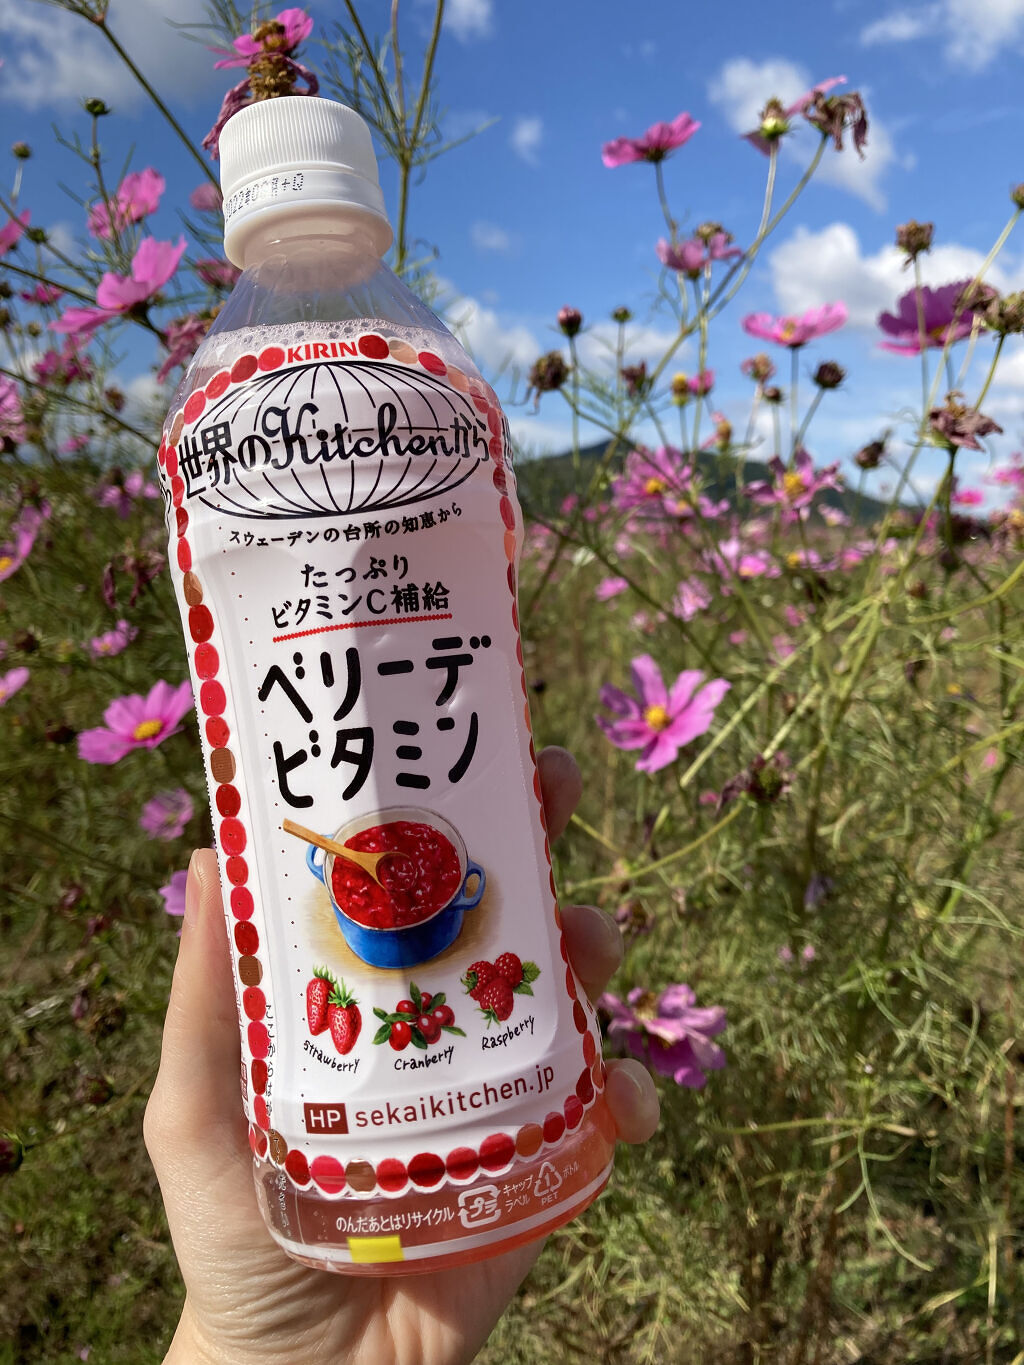 KIRIN
世界のKitchenから
スウェーデンの台所の知恵から
たっぷり
ビタミンC補給
ベリーデ
ビタミン
Strawberry
Cranberry
Raspberry
HP sekaikitchen.jp
のんだあとはリサイクル
プラ
キャップ
ラベル
1
PET
ボトル